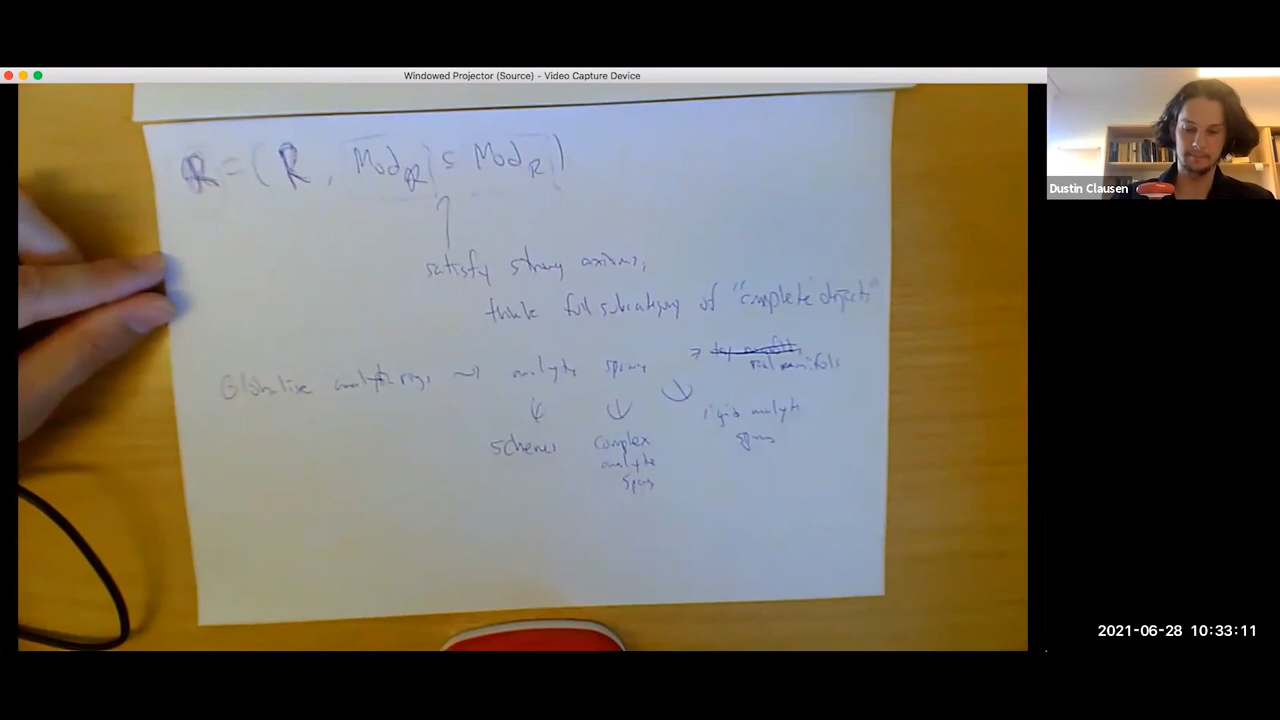 Windowed Projector (Source) - Video Capture Device
R = ( R , Mod_R ⊆ Mod_R )
Dustin Clausen
satisfy strong axioms,
think full subcategory of "complete objects"
Globalise analytic rings ⇝ analytic spaces
real manifolds
schemes complex analytic spaces
rigid analytic spaces
2021-06-28 10:33:11